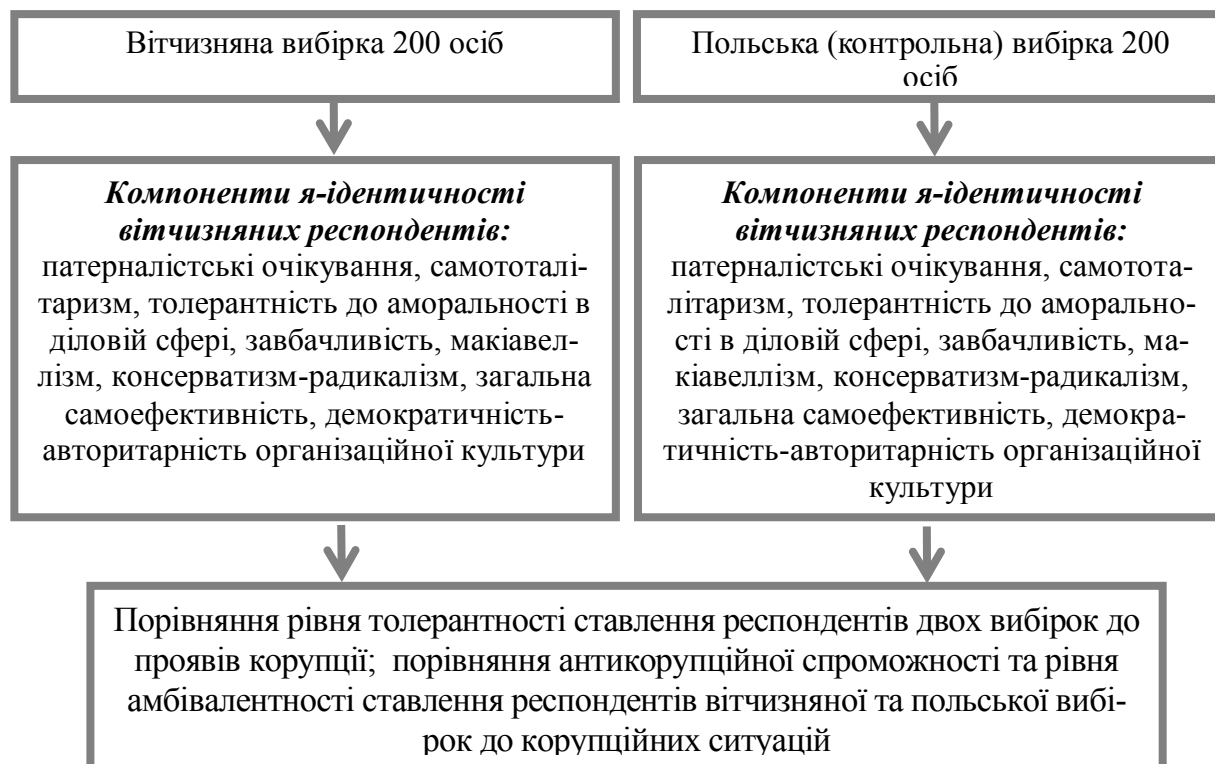 Вітчизняна вибірка 200 осіб
Польська (контрольна) вибірка 200
осіб
Компоненти я-ідентичності
вітчизняних респондентів:
патерналістські очікування, самототалі-
таризм, толерантність до аморальності в
діловій сфері, завбачливість, макіавел-
лізм, консерватизм-радикалізм, загальна
самоефективність, демократичність-
авторитарність організаційної культури
Компоненти я-ідентичності
вітчизняних респондентів:
патерналістські очікування, самотота-
літаризм, толерантність до аморально-
сті в діловій сфері, завбачливість, ма-
кіавеллізм, консерватизм-радикалізм,
загальна самоефективність, демокра-
тичність-авторитарність організаційної
культури
Порівняння рівня толерантності ставлення респондентів двох вибірок до
проявів корупції; порівняння антикорупційної спроможності та рівня
амбівалентності ставлення респондентів вітчизняної та польської вибі-
рок до корупційних ситуацій